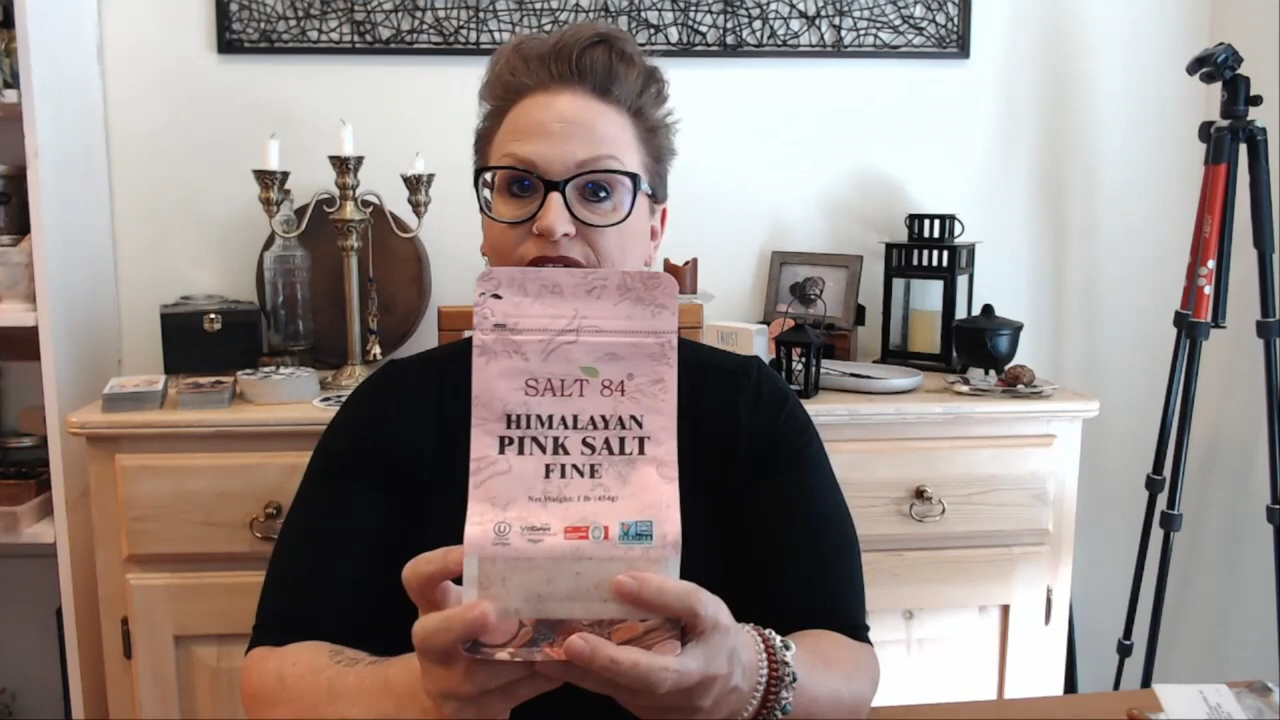 SALT 84®
HIMALAYAN
PINK SALT
FINE
Net Weight: 1 lb (454g)
TRUST